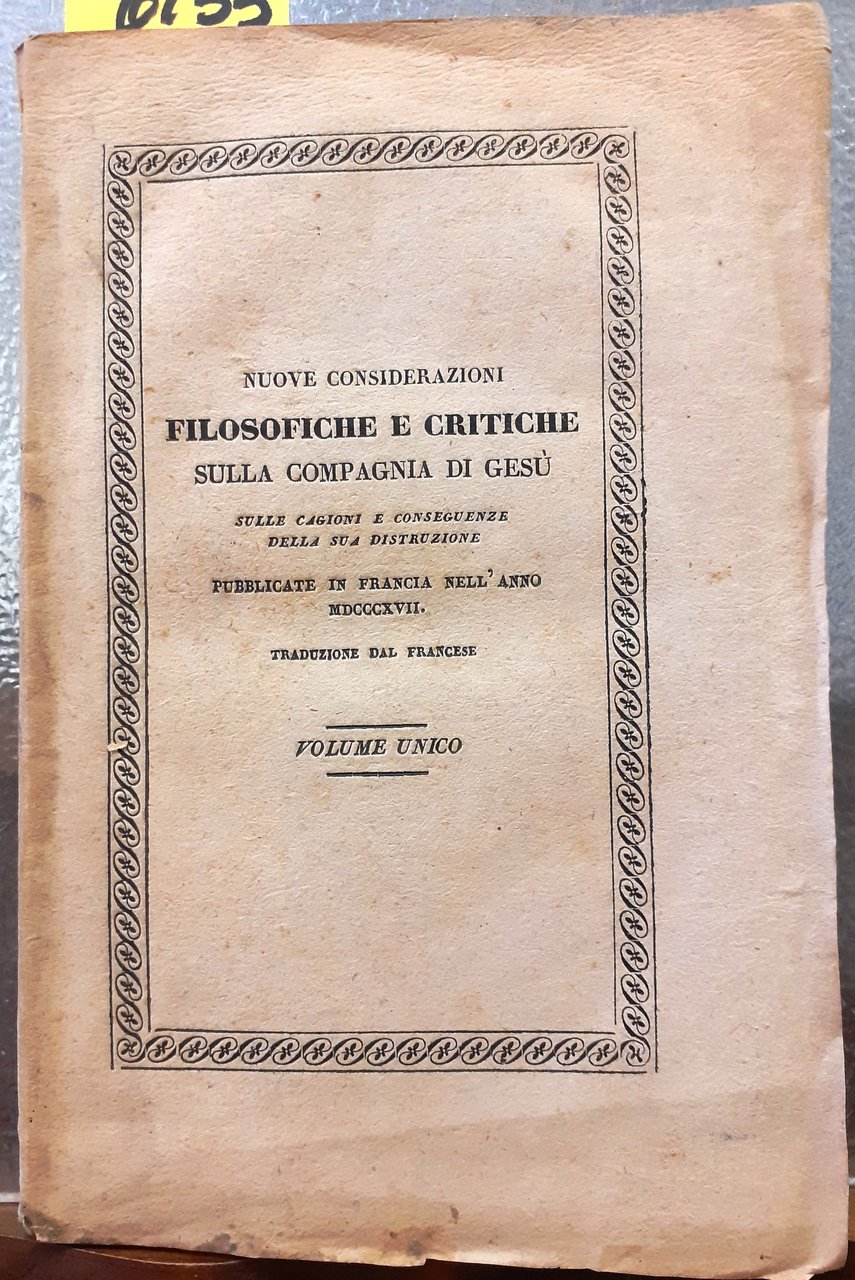 NUOVE CONSIDERAZIONI
FILOSOFICHE E CRITICHE
SULLA COMPAGNIA DI GESÙ
SULLE CAGIONI E CONSEGUENZE
DELLA SUA DISTRUZIONE
PUBBLICATE IN FRANCIA NELL' ANNO
MDCCCXVII.
TRADUZIONE DAL FRANCESE
VOLUME UNICO